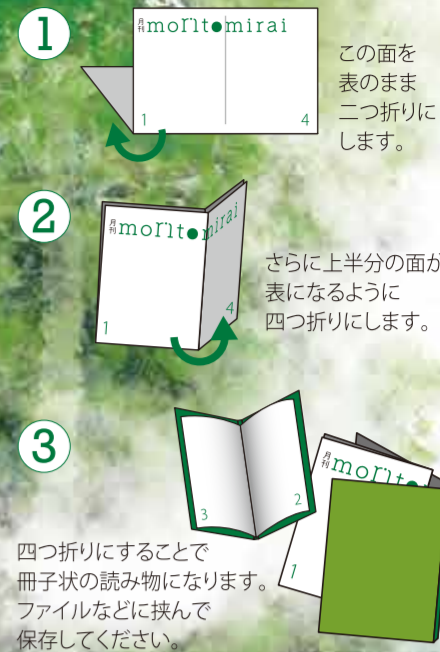 1
月刊 morito●mirai
1
4
この面を
表のまま
二つ折りに
します。
2
月刊 morito●mirai
1
4
さらに上半分の面が
表になるように
四つ折りにします。
3
3
2
月刊 morito
1
四つ折りにすることで
冊子状の読み物になります。
ファイルなどに挟んで
保存してください。